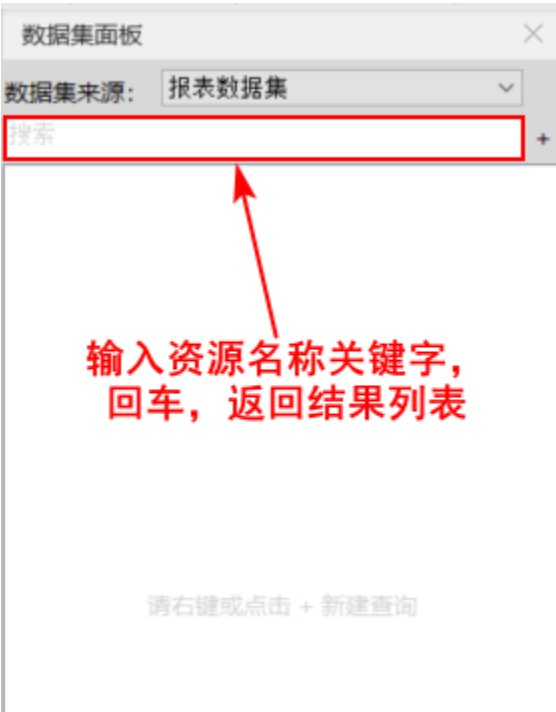 数据集面板
数据集来源： 报表数据集
搜索 +
输入资源名称关键字，
回车，返回结果列表
请右键或点击 + 新建查询